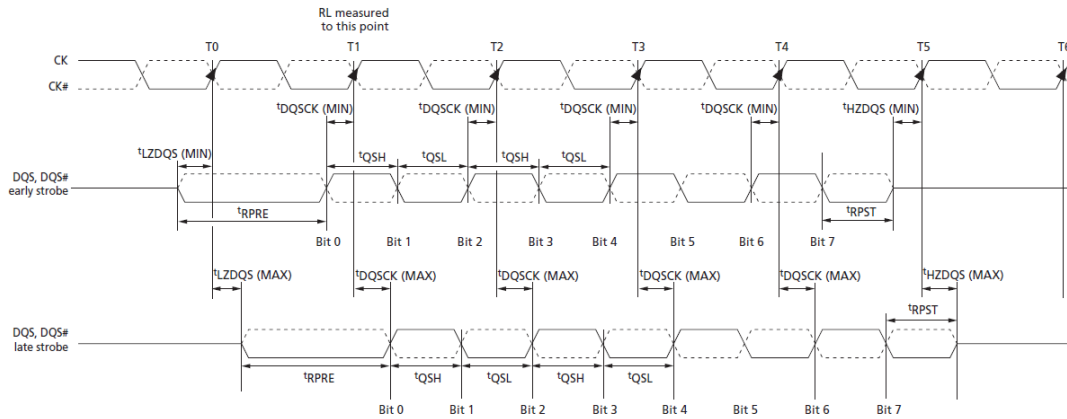 RL measured
to this point
T0 T1 T2 T3 T4 T5 T6
CK
CK#
tDQSCK (MIN) tDQSCK (MIN) tDQSCK (MIN) tDQSCK (MIN) tHZDQS (MIN)
tLZDQS (MIN)
tQSH tQSL tQSH tQSL
DQS, DQS#
early strobe
tRPRE tRPST
Bit 0 Bit 1 Bit 2 Bit 3 Bit 4 Bit 5 Bit 6 Bit 7
tLZDQS (MAX) tDQSCK (MAX) tDQSCK (MAX) tDQSCK (MAX) tDQSCK (MAX) tHZDQS (MAX)
tRPST
DQS, DQS#
late strobe
tRPRE tQSH tQSL tQSH tQSL
Bit 0 Bit 1 Bit 2 Bit 3 Bit 4 Bit 5 Bit 6 Bit 7